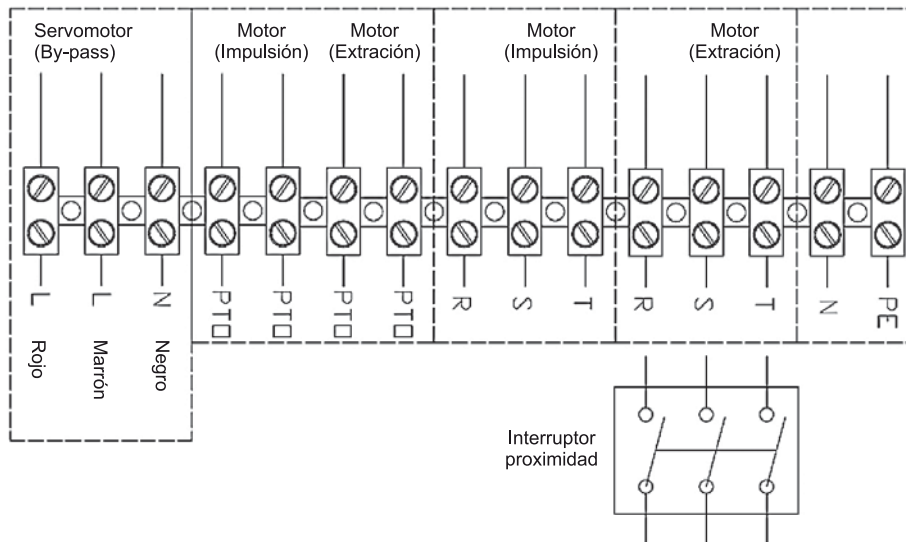 Servomotor
(By-pass)
Motor
(Impulsión)
Motor
(Extración)
Motor
(Impulsión)
Motor
(Extración)
L
L
N
PTO
PTO
PTO
PTO
R
S
T
R
S
T
N
PE
Rojo
Marrón
Negro
Interruptor
proximidad